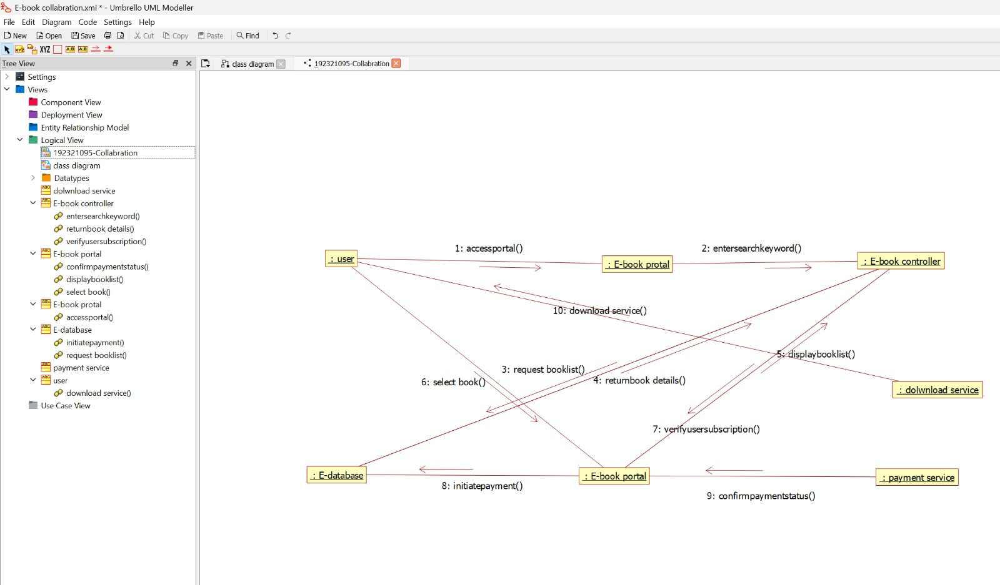 E-book collabration.xmi * - Umbrello UML Modeller
File Edit Diagram Code Settings Help
New Open Save Cut Copy Paste Find
XYZ XYZ A:B A:B
Tree View
class diagram
192321095-Collabration
Settings
Views
Component View
Deployment View
Entity Relationship Model
Logical View
192321095-Collabration
class diagram
Datatypes
dolwnload service
E-book controller
entersearchkeyword()
returnbook details()
verifyusersubscription()
E-book portal
confirmpaymentstatus()
displaybooklist()
select book()
E-book protal
accessportal()
E-database
initiatepayment()
request booklist()
payment service
user
download service()
Use Case View
1: accessportal()
2: entersearchkeyword()
: user
: E-book protal
: E-book controller
10: download service()
5: displaybooklist()
3: request booklist()
4: returnbook details()
6: select book()
: dolwnload service
7: verifyusersubscription()
: E-database
: E-book portal
: payment service
8: initiatepayment()
9: confirmpaymentstatus()